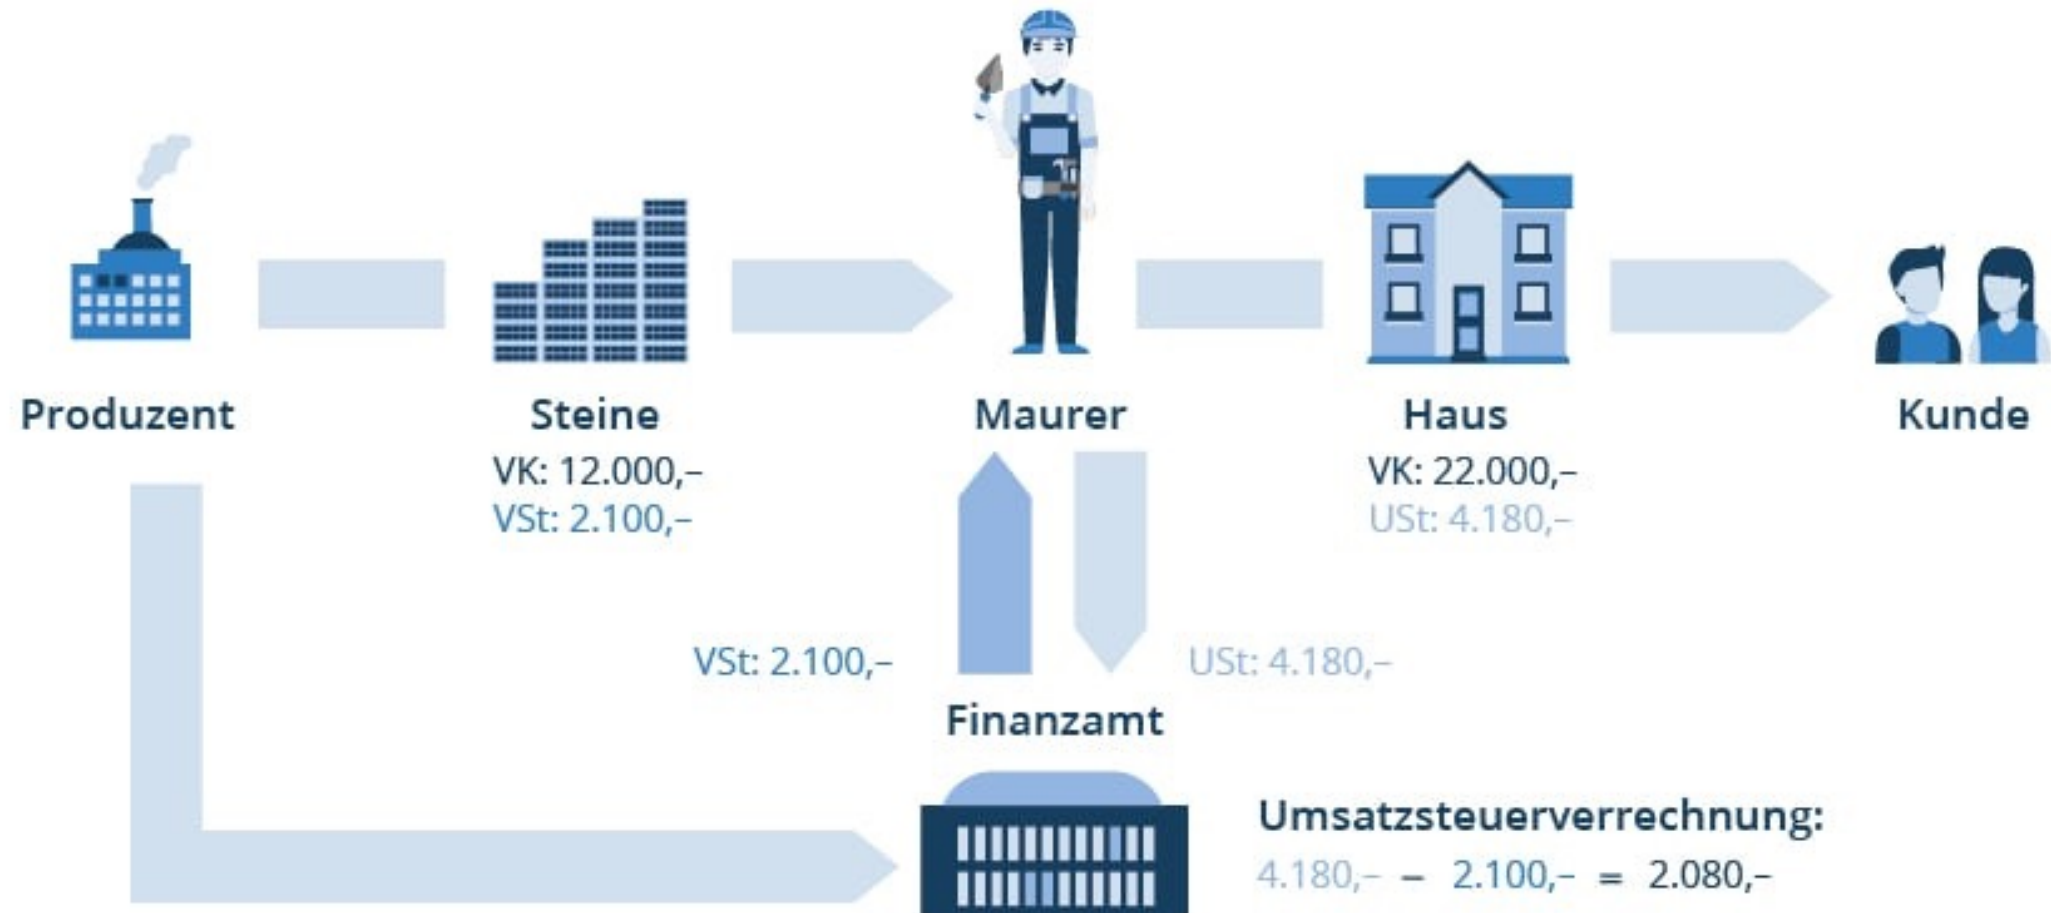 Produzent
Steine
VK: 12.000,–
VSt: 2.100,–
Maurer
Haus
VK: 22.000,–
USt: 4.180,–
Kunde
VSt: 2.100,–
USt: 4.180,–
Finanzamt
Umsatzsteuerverrechnung:
4.180,– – 2.100,– = 2.080,–